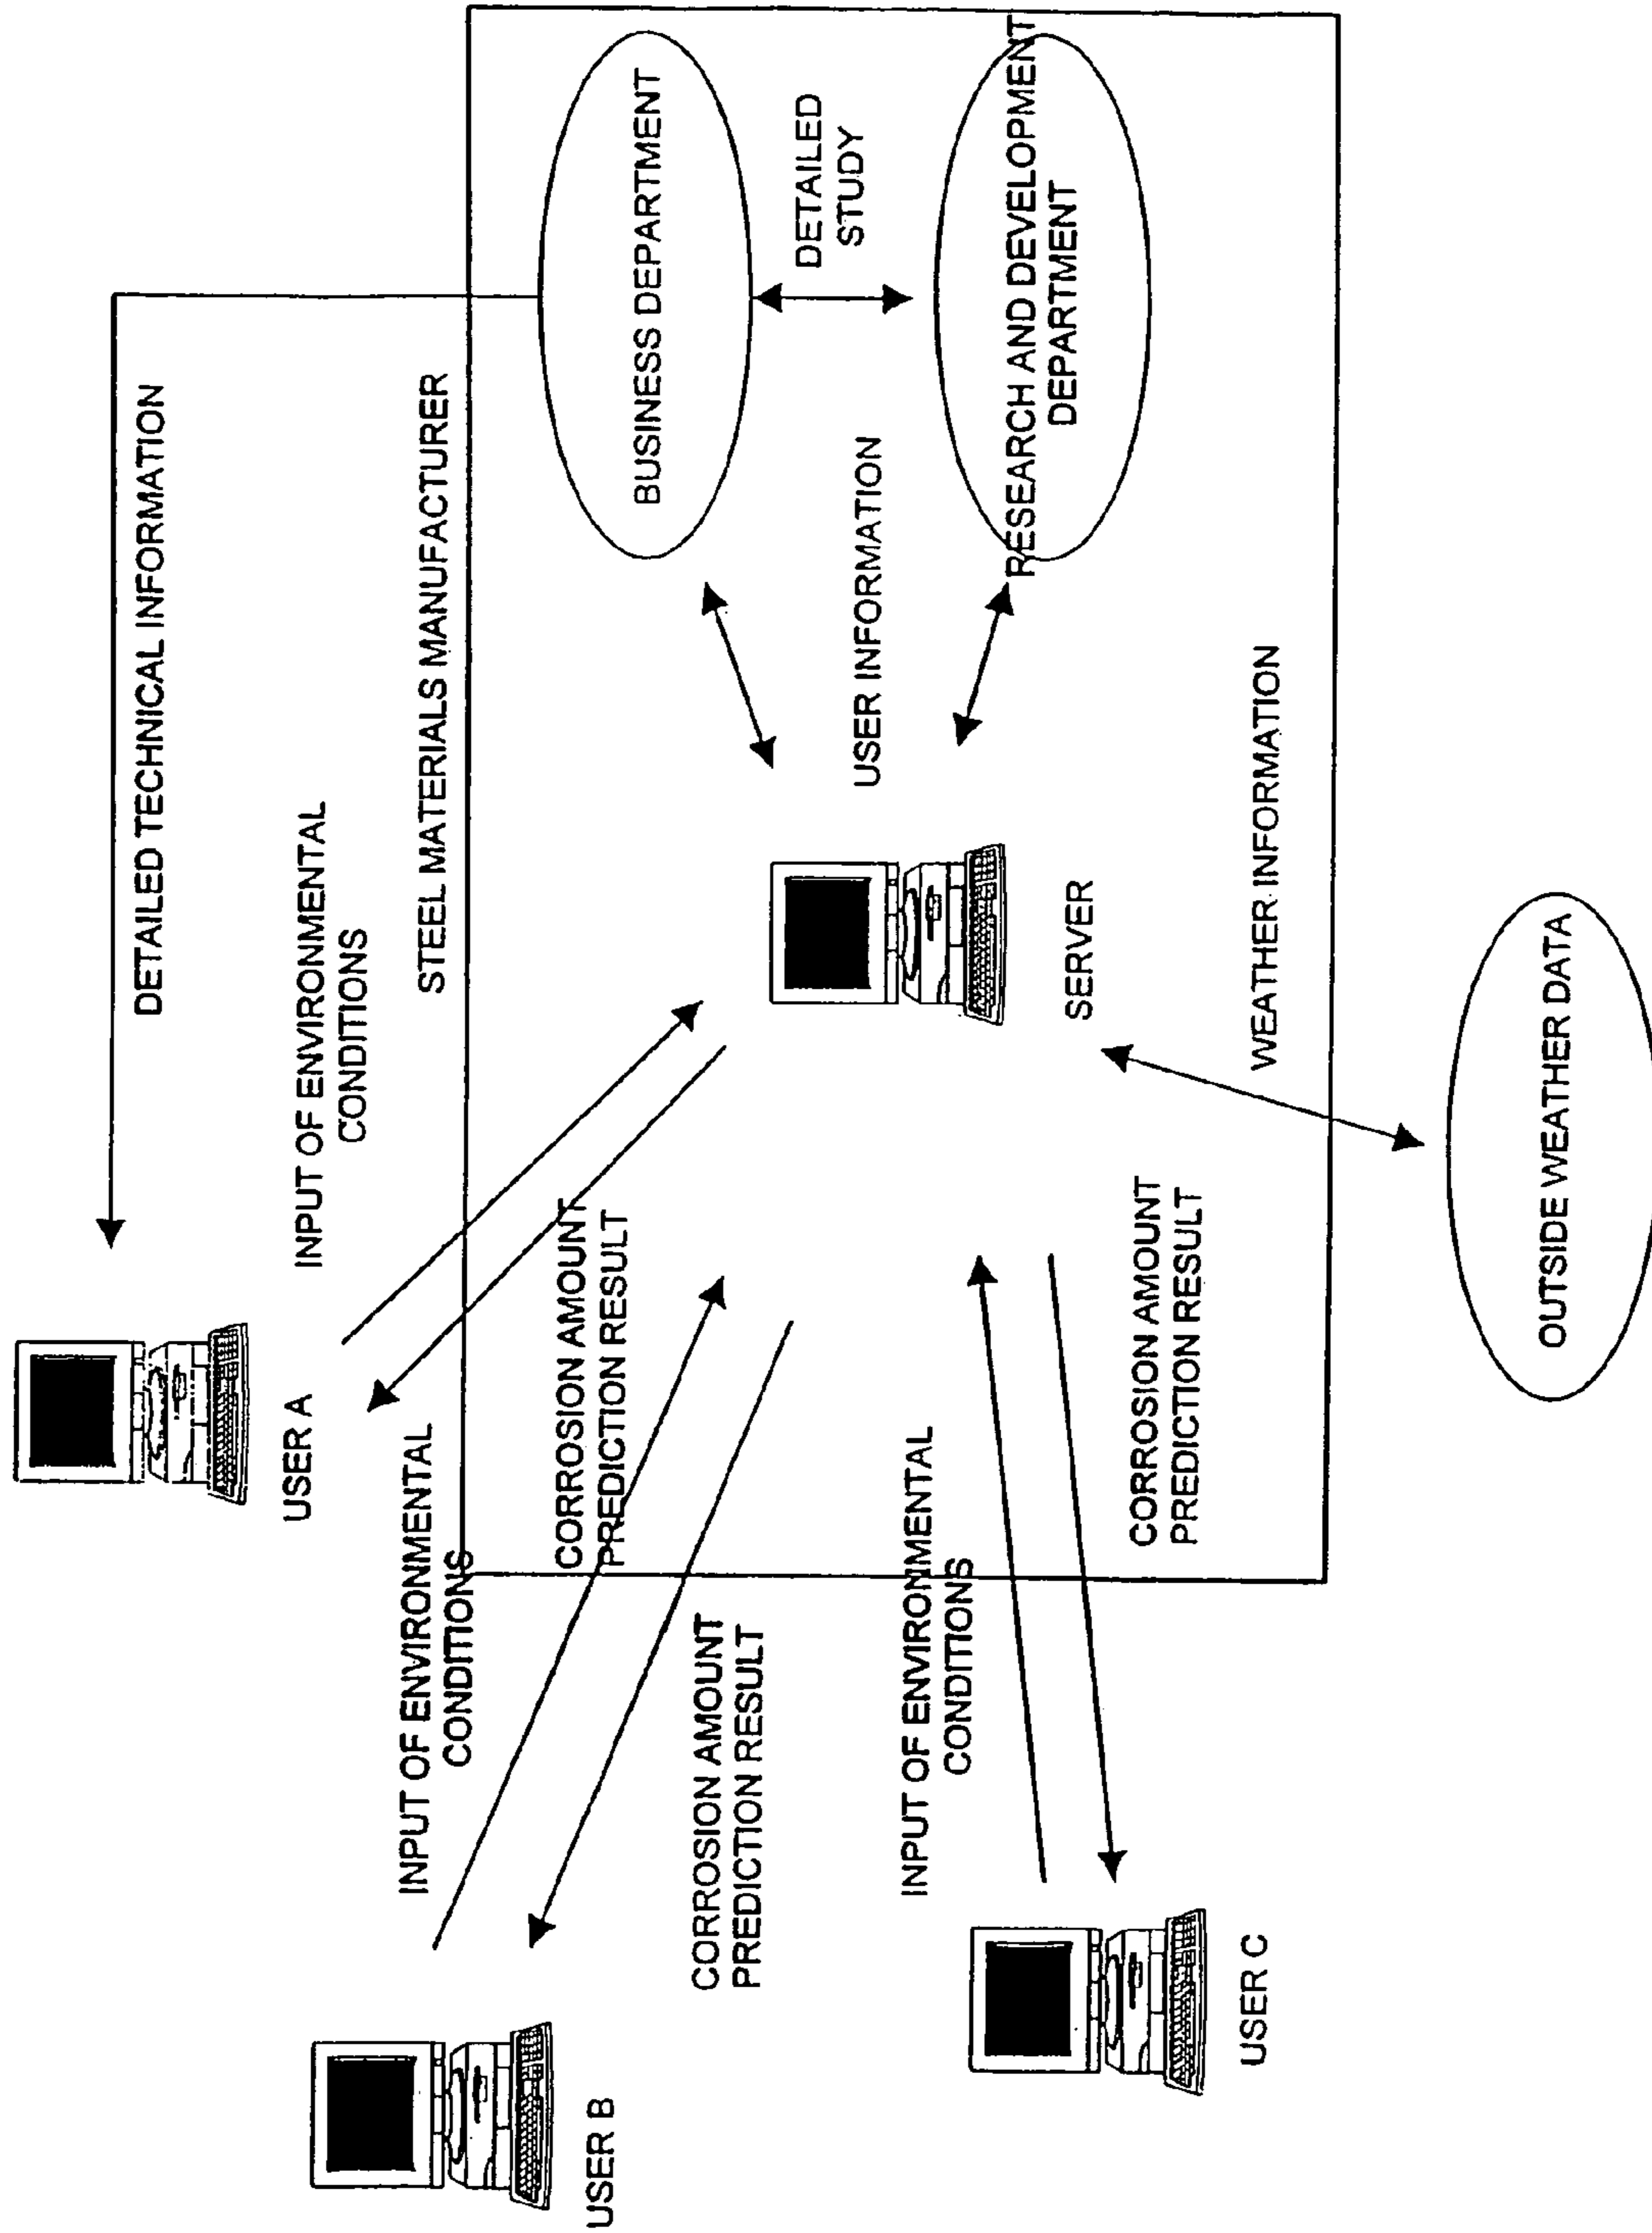 DETAILED TECHNICAL INFORMATION
USER A
INPUT OF ENVIRONMENTAL
CONDITIONS
STEEL MATERIALS MANUFACTURER
INPUT OF ENVIRONMENTAL
CONDITIONS
CORROSION AMOUNT
PREDICTION RESULT
BUSINESS DEPARTMENT
USER B
CORROSION AMOUNT
PREDICTION RESULT
DETAILED
STUDY
USER INFORMATION
INPUT OF ENVIRONMENTAL
CONDITIONS
SERVER
RESEARCH AND DEVELOPMENT
DEPARTMENT
CORROSION AMOUNT
PREDICTION RESULT
USER C
WEATHER INFORMATION
OUTSIDE WEATHER DATA